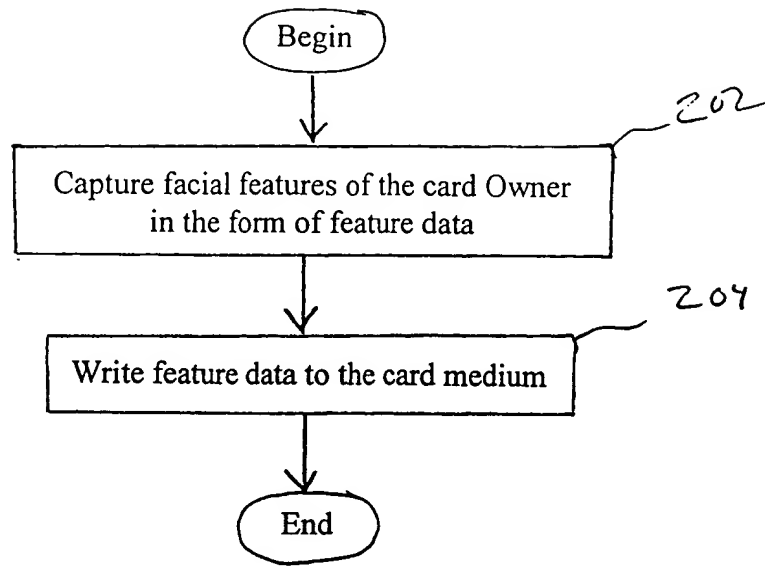 Begin
202
Capture facial features of the card Owner
in the form of feature data
204
Write feature data to the card medium
End